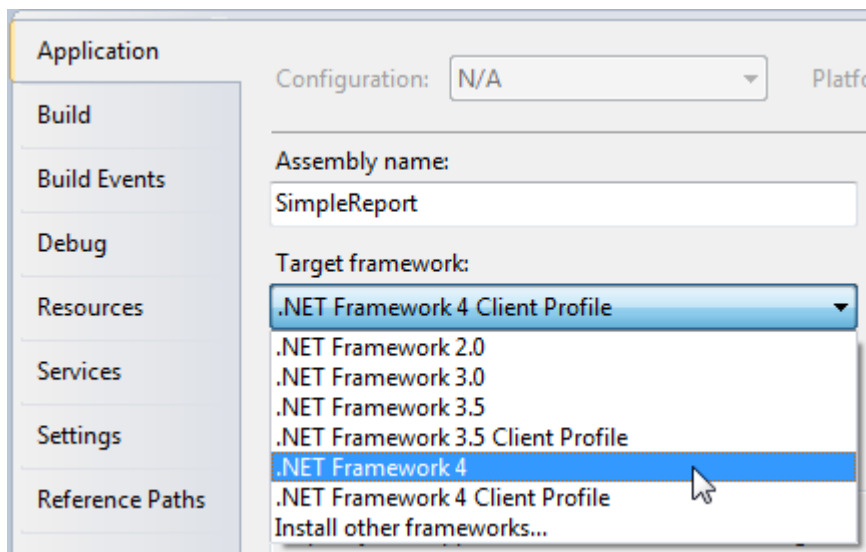 Application
Build
Build Events
Debug
Resources
Services
Settings
Reference Paths
Configuration: N/A Platfo
Assembly name:
SimpleReport
Target framework:
.NET Framework 4 Client Profile
.NET Framework 2.0
.NET Framework 3.0
.NET Framework 3.5
.NET Framework 3.5 Client Profile
.NET Framework 4
.NET Framework 4 Client Profile
Install other frameworks...